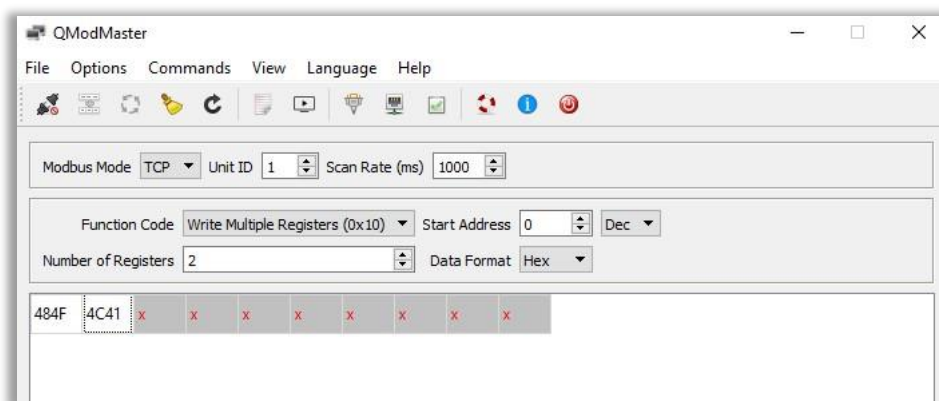 QModMaster
File Options Commands View Language Help
Modbus Mode TCP Unit ID 1 Scan Rate (ms) 1000
Function Code Write Multiple Registers (0x10) Start Address 0 Dec
Number of Registers 2 Data Format Hex
484F 4C41 x x x x x x x x